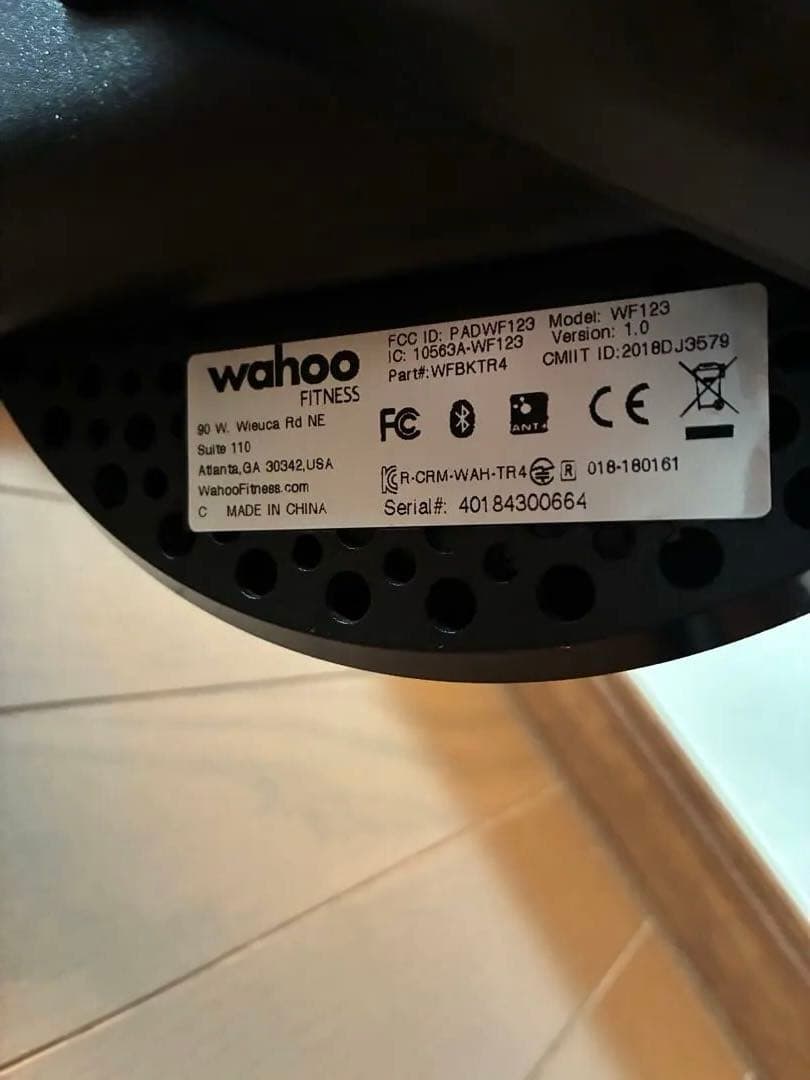 wahoo
FITNESS
90 W. Wieuca Rd NE
Suite 110
Atlanta,GA 30342,USA
WahooFitness.com
C MADE IN CHINA
FCC ID: PADWF123 Model: WF123
IC: 10563A-WF123 Version: 1.0
Part#:WFBKTR4 CMIIT ID:2018DJ3579
FC ANT+ CE
R-CRM-WAH-TR4 R 018-180161
Serial#: 40184300664